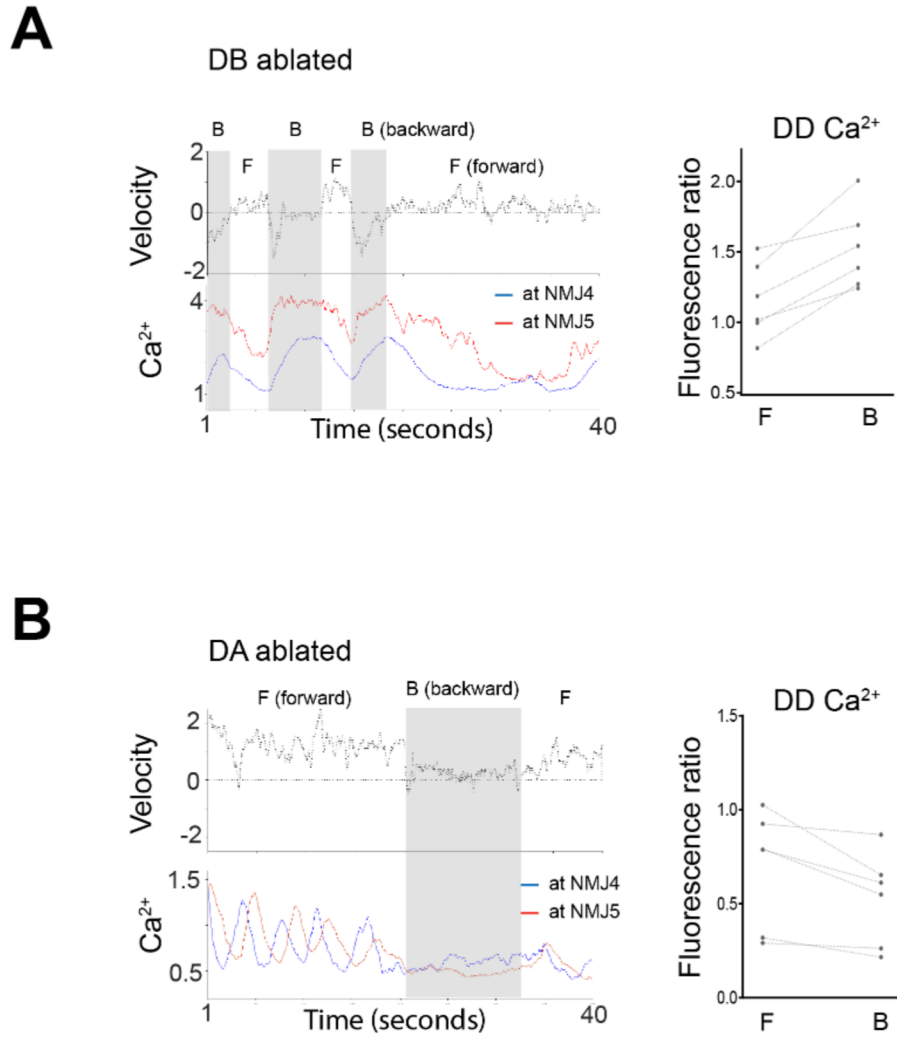 A
DB ablated
B B B (backward)
F F F (forward)
Velocity
2
0
-2
Ca²⁺
4
1
at NMJ4
at NMJ5
1 Time (seconds) 40
DD Ca²⁺
Fluorescence ratio
2.0
1.5
1.0
0.5
F B
B
DA ablated
F (forward) B (backward) F
Velocity
2
0
-2
Ca²⁺
1.5
0.5
at NMJ4
at NMJ5
1 Time (seconds) 40
DD Ca²⁺
Fluorescence ratio
1.5
1.0
0.5
0.0
F B